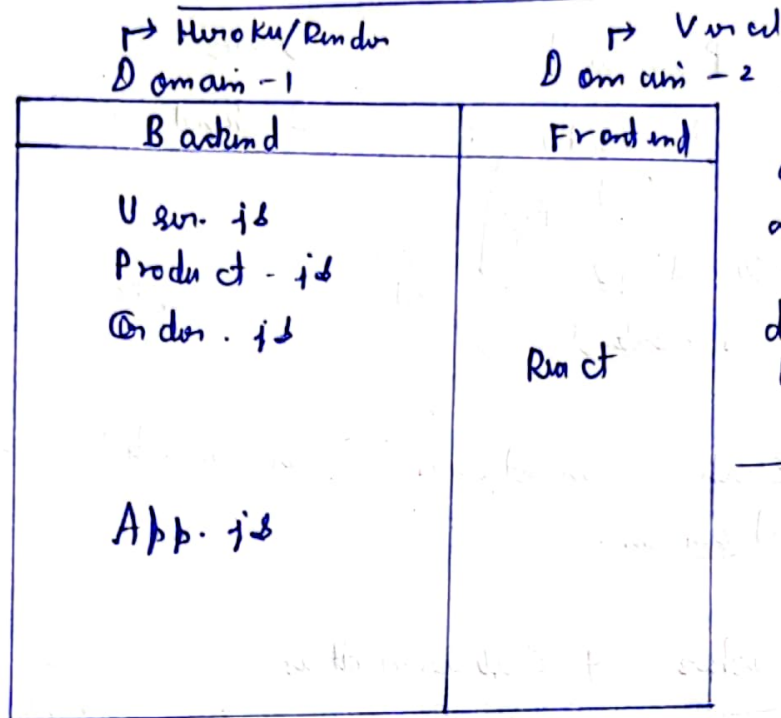 → Heroku/Render
Domain-1
→ Vercel
Domain-2
Backend
Frontend
User.js
Product.js
Order.js
React
App.js